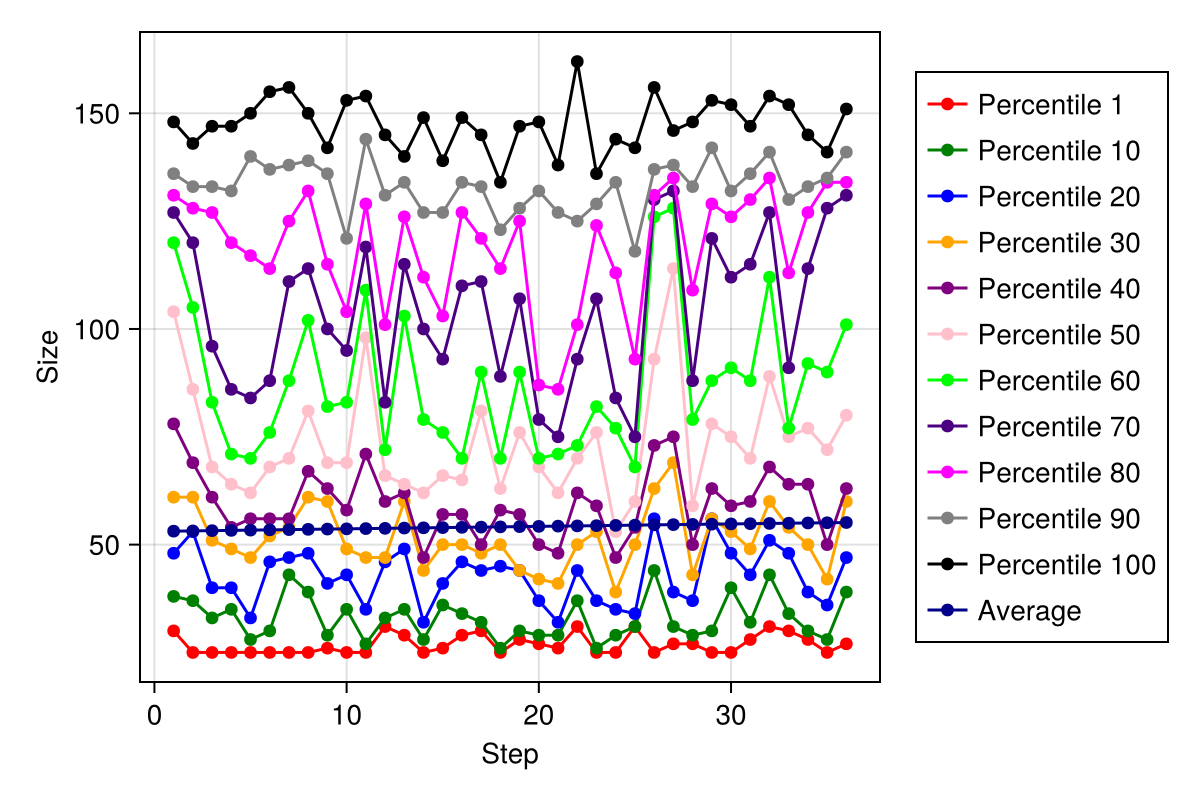 150
100
50
0
10
20
30
Size
Step
Percentile 1
Percentile 10
Percentile 20
Percentile 30
Percentile 40
Percentile 50
Percentile 60
Percentile 70
Percentile 80
Percentile 90
Percentile 100
Average